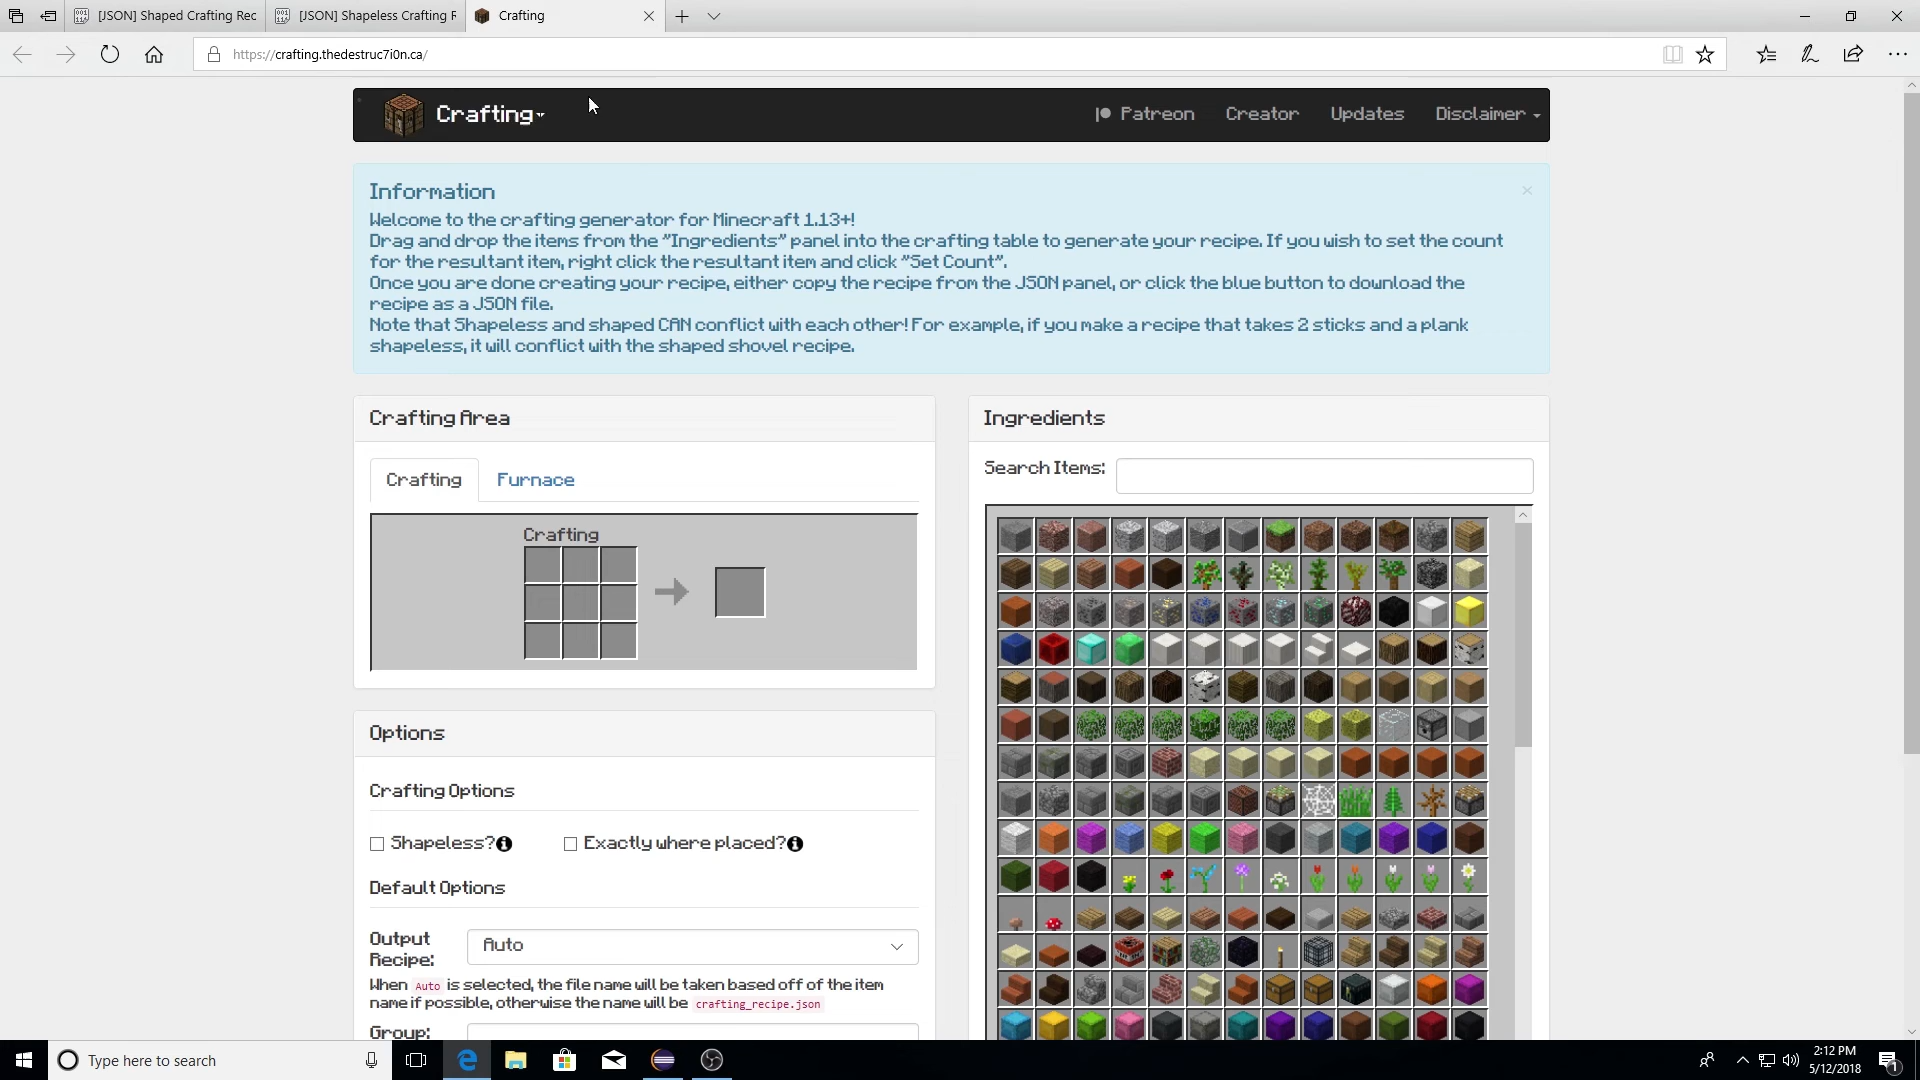 [JSON] Shaped Crafting Rec
[JSON] Shapeless Crafting R
Crafting
https://crafting.thedestruc7i0n.ca/
Crafting
Patreon
Creator
Updates
Disclaimer
Information
Welcome to the crafting generator for Minecraft 1.13+!
Drag and drop the items from the "Ingredients" panel into the crafting table to generate your recipe. If you wish to set the count
for the resultant item, right click the resultant item and click "Set Count".
Once you are done creating your recipe, either copy the recipe from the JSON panel, or click the blue button to download the
recipe as a JSON file.
Note that Shapeless and shaped CAN conflict with each other! For example, if you make a recipe that takes 2 sticks and a plank
shapeless, it will conflict with the shaped shovel recipe.
Crafting Area
Crafting
Furnace
Crafting
Options
Crafting Options
Shapeless?
Exactly where placed?
Default Options
Output
Recipe:
Auto
When Auto is selected, the file name will be taken based off of the item
name if possible, otherwise the name will be crafting_recipe.json
Group:
Ingredients
Search Items:
Type here to search
2:12 PM
5/12/2018
1